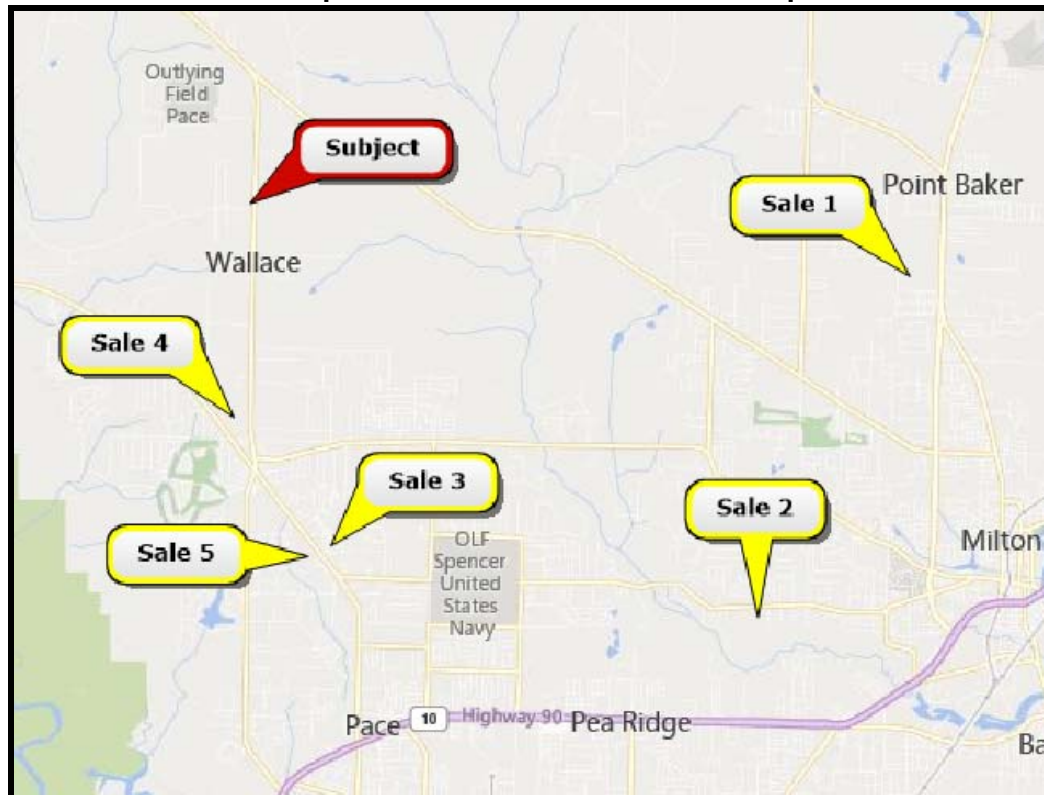 Outlying
Field
Pace
Subject
Point Baker
Sale 1
Wallace
Sale 4
Sale 3
Sale 2
Sale 5
OLF
Spencer
United
States
Navy
Milton
Pace
10
Highway 90
Pea Ridge
Ba